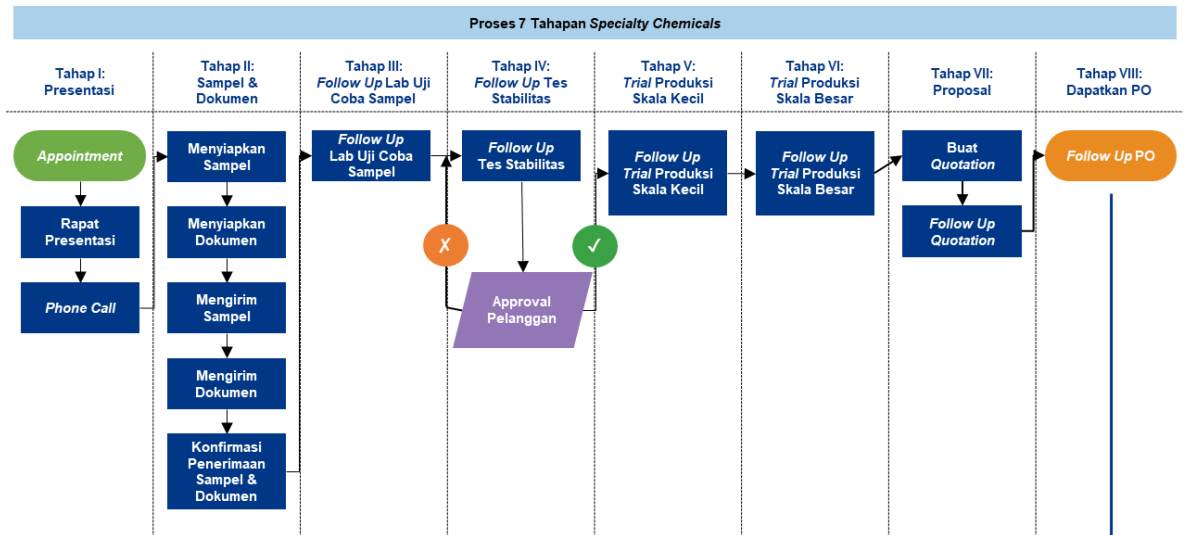 Proses 7 Tahapan Specialty Chemicals
Tahap I:
Presentasi
Tahap II:
Sampel &
Dokumen
Tahap III:
Follow Up Lab Uji
Coba Sampel
Tahap IV:
Follow Up Tes
Stabilitas
Tahap V:
Trial Produksi
Skala Kecil
Tahap VI:
Trial Produksi
Skala Besar
Tahap VII:
Proposal
Tahap VIII:
Dapatkan PO
Appointment
Rapat
Presentasi
Phone Call
Menyiapkan
Sampel
Menyiapkan
Dokumen
Mengirim
Sampel
Mengirim
Dokumen
Konfirmasi
Penerimaan
Sampel &
Dokumen
Follow Up
Lab Uji Coba
Sampel
Follow Up
Tes Stabilitas
✗
✓
Approval
Pelanggan
Follow Up
Trial Produksi
Skala Kecil
Follow Up
Trial Produksi
Skala Besar
Buat
Quotation
Follow Up
Quotation
Follow Up PO